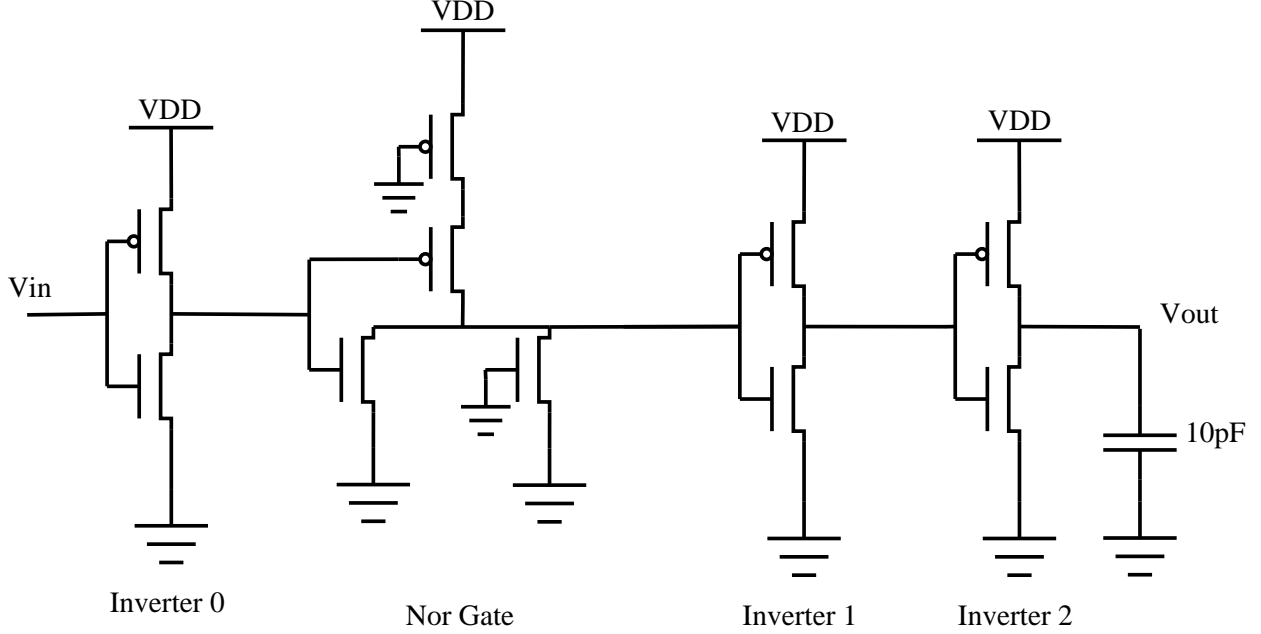 VDD
VDD
VDD
VDD
Vin
Vout
10pF
Inverter 0
Nor Gate
Inverter 1
Inverter 2